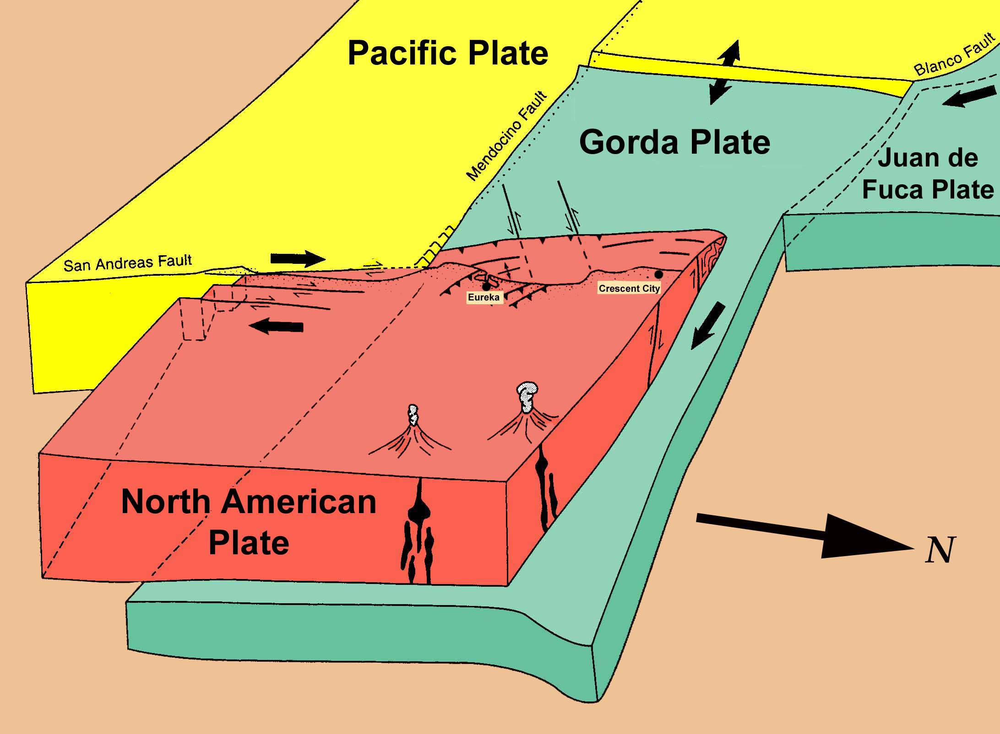 Pacific Plate
Blanco Fault
Mendocino Fault
Gorda Plate
Juan de
Fuca Plate
San Andreas Fault
Crescent City
Eureka
North American
Plate
N